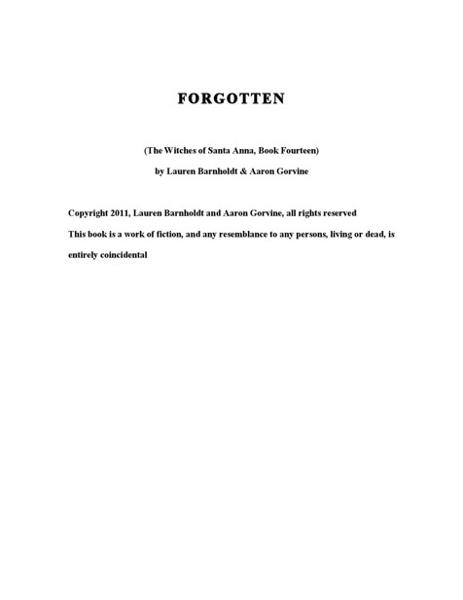 FORGOTTEN
(The Witches of Santa Anna, Book Fourteen)
by Lauren Barnholdt & Aaron Gorvine
Copyright 2011, Lauren Barnholdt and Aaron Gorvine, all rights reserved
This book is a work of fiction, and any resemblance to any persons, living or dead, is
entirely coincidental